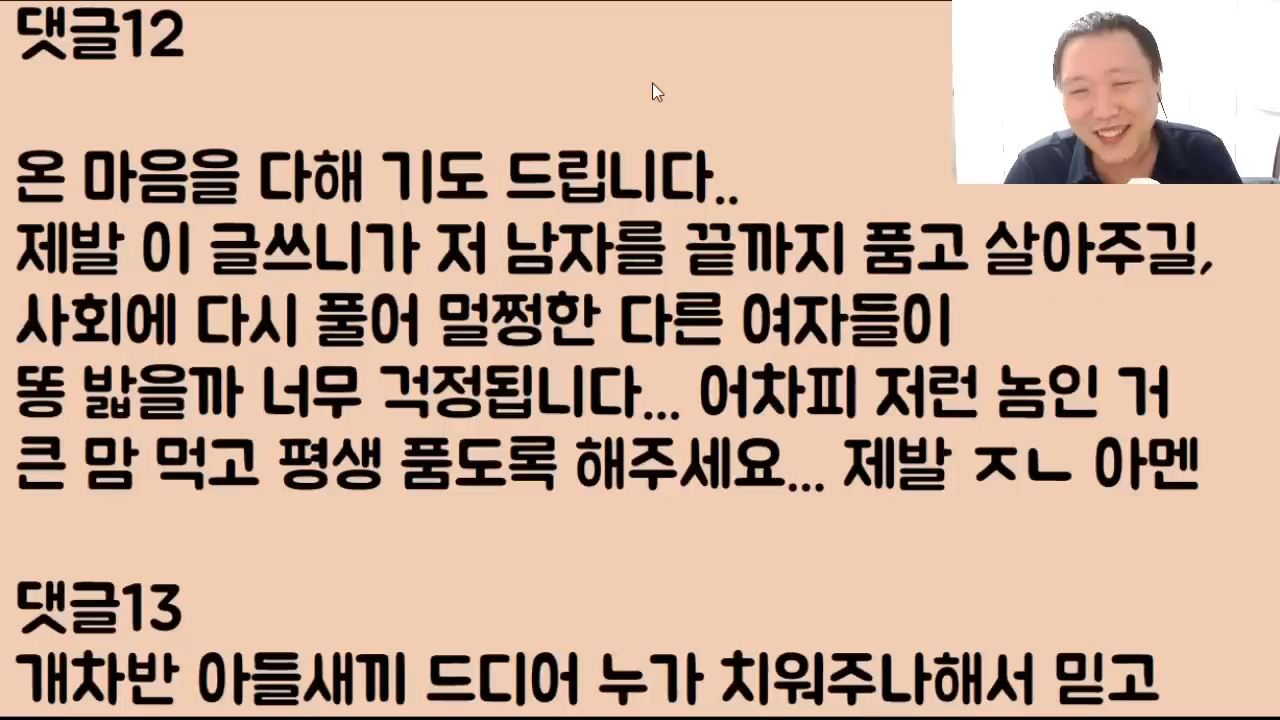 댓글12
온 마음을 다해 기도 드립니다..
제발 이 글쓰니가 저 남자를 끝까지 품고 살아주길,
사회에 다시 풀어 멀쩡한 다른 여자들이
똥 밟을까 너무 걱정됩니다... 어차피 저런 놈인 거
큰 맘 먹고 평생 품도록 해주세요... 제발 ㅈㄴ 아멘
댓글13
개차반 아들새끼 드디어 누가 치워주나해서 믿고